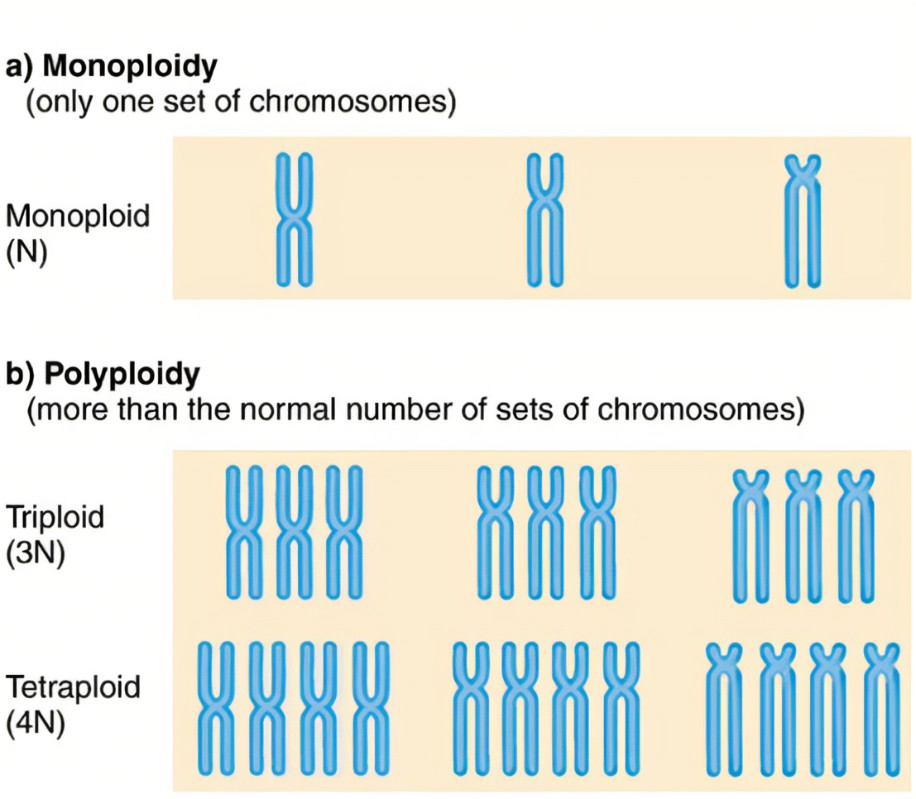 a) Monoploidy
(only one set of chromosomes)
Monoploid
(N)
b) Polyploidy
(more than the normal number of sets of chromosomes)
Triploid
(3N)
Tetraploid
(4N)